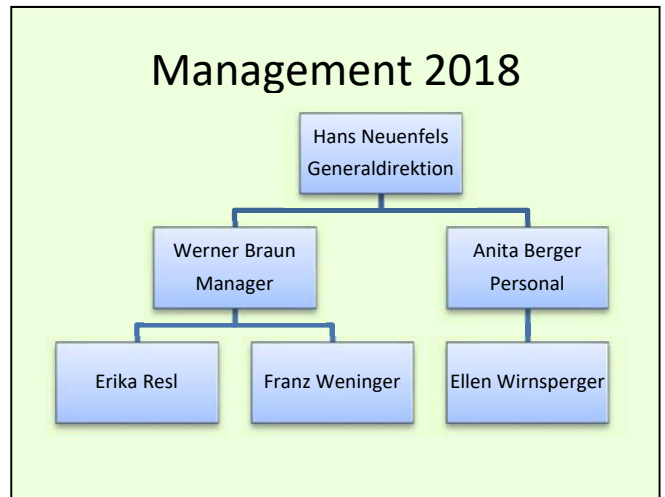 Management 2018
Hans Neuenfels
Generaldirektion
Werner Braun
Manager
Anita Berger
Personal
Erika Resl
Franz Weninger
Ellen Wirnsperger